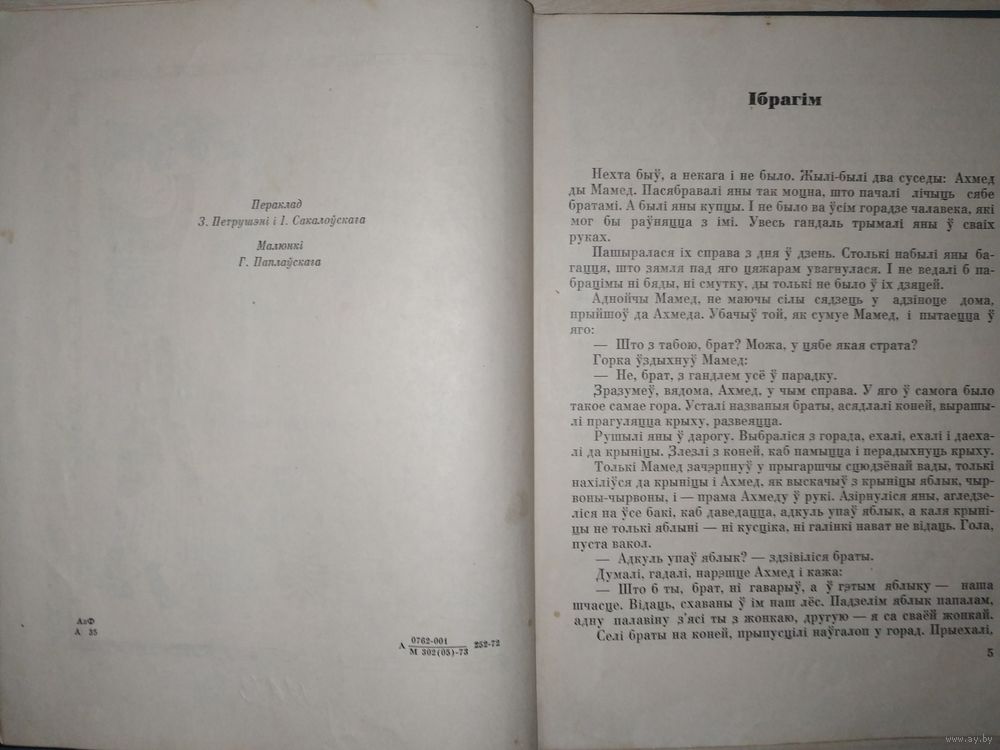 Пераклад
З. Петрушэні і І. Сакалоўскага
Малюнкі
Г. Паплаўскага
АзФ
А 35
А 0762-001 252-72
М 302(05)-73
Ібрагім
Нехта быў, а некага і не было. Жылі-былі два суседы: Ахмед
ды Мамед. Пасябравалі яны так моцна, што пачалі лічыць сябе
братамі. А былі яны купцы. І не было ва ўсім горадзе чалавека, які
мог бы раўняцца з імі. Увесь гандаль трымалі яны ў сваіх
руках.
Пашыралася іх справа з дня ў дзень. Столькі набылі яны ба-
гацця, што зямля пад яго цяжарам увагнулася. І не ведалі б па-
брацімы ні бяды, ні смутку, ды толькі не было ў іх дзяцей.
Аднойчы Мамед, не маючы сілы сядзець у адзіноце дома,
прыйшоў да Ахмеда. Убачыў той, як сумуе Мамед, і пытаецца ў
яго:
— Што з табою, брат? Можа, у цябе якая страта?
Горка ўздыхнуў Мамед:
— Не, брат, з гандлем усё ў парадку.
Зразумеў, вядома, Ахмед, у чым справа. У яго ў самога было
такое самае гора. Усталі названыя браты, асядлалі коней, вырашы-
лі прагуляцца крыху, развеяцца.
Рушылі яны ў дарогу. Выбраліся з горада, ехалі, ехалі і даеха-
лі да крыніцы. Злезлі з коней, каб памыцца і перадыхнуць крыху.
Толькі Мамед зачэрпнуў у прыгаршчы сцюдзёнай вады, толькі
нахіліўся да крыніцы і Ахмед, як выскачыў з крыніцы яблык, чыр-
воны-чырвоны, і — прама Ахмеду ў рукі. Азірнуліся яны, агледзе-
ліся на ўсе бакі, каб даведацца, адкуль упаў яблык, а каля крыні-
цы не толькі яблыні — ні кусціка, ні галінкі нават не відаць. Гола,
пуста вакол.
— Адкуль упаў яблык? — здзівіліся браты.
Думалі, гадалі, нарэшце Ахмед і кажа:
— Што б ты, брат, ні гаварыў, а ў гэтым яблыку — наша
шчасце. Відаць, схаваны ў ім наш лёс. Падзелім яблык папалам,
адну палавіну з'ясі ты з жонкаю, другую — я са сваёй жонкай.
Селі браты на коней, прыпусцілі наўгалоп у горад. Прыехалі,
5
www.ay.by